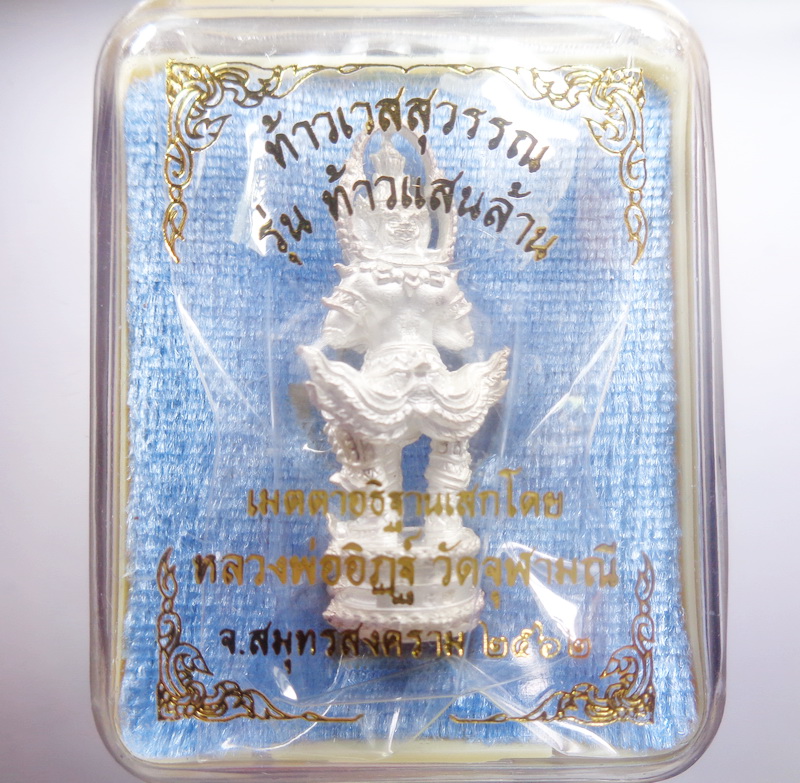 ท้าวเวสสุวรรณ
รุ่น ท้าวแสนล้าน
เมตตาอธิฐานเสกโดย
หลวงพ่ออิฏฐ์ วัดจุฬามณี
จ.สมุทรสงคราม ๒๕๖๒